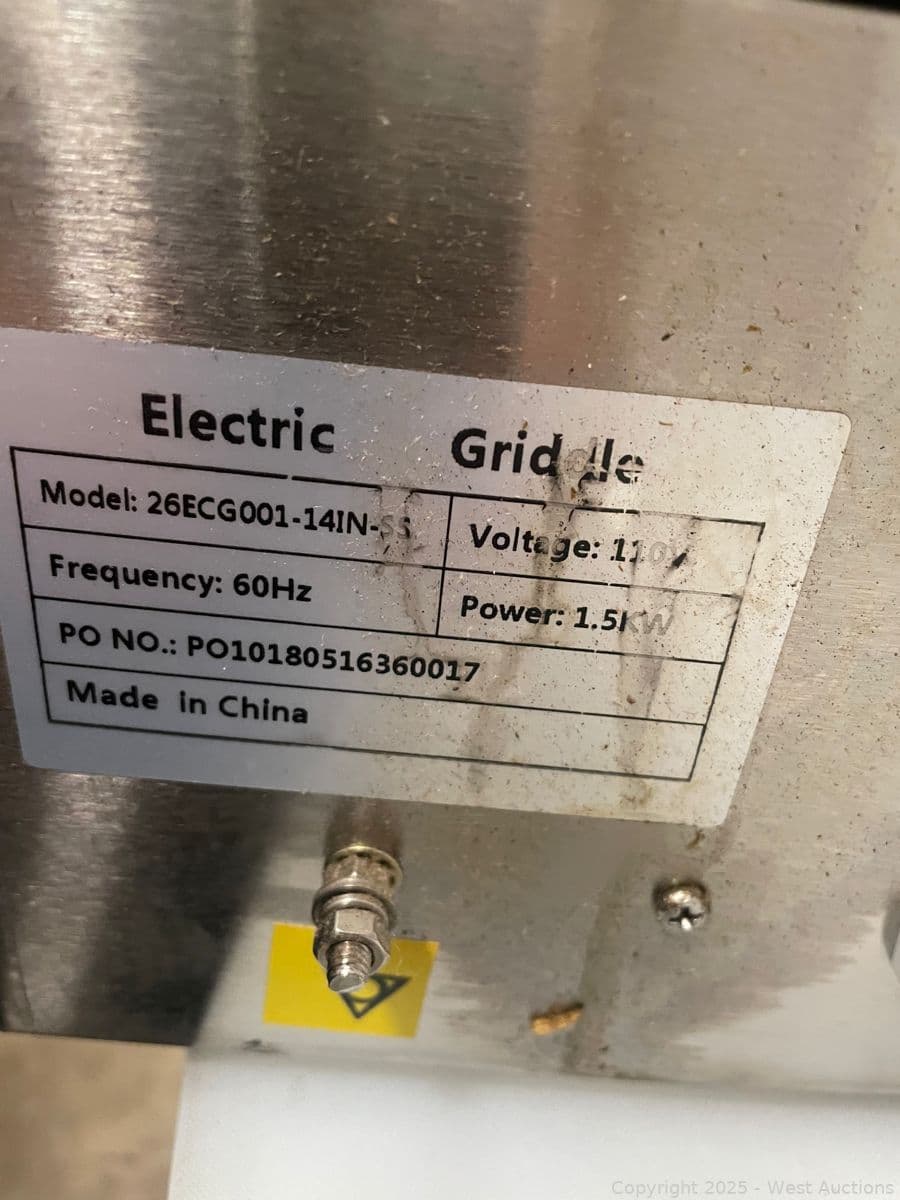 Electric Griddle
Model: 26ECG001-14IN-SS
Voltage: 110V
Frequency: 60Hz
Power: 1.5KW
PO NO.: PO10180516360017
Made in China
Copyright 2025 - West Auctions